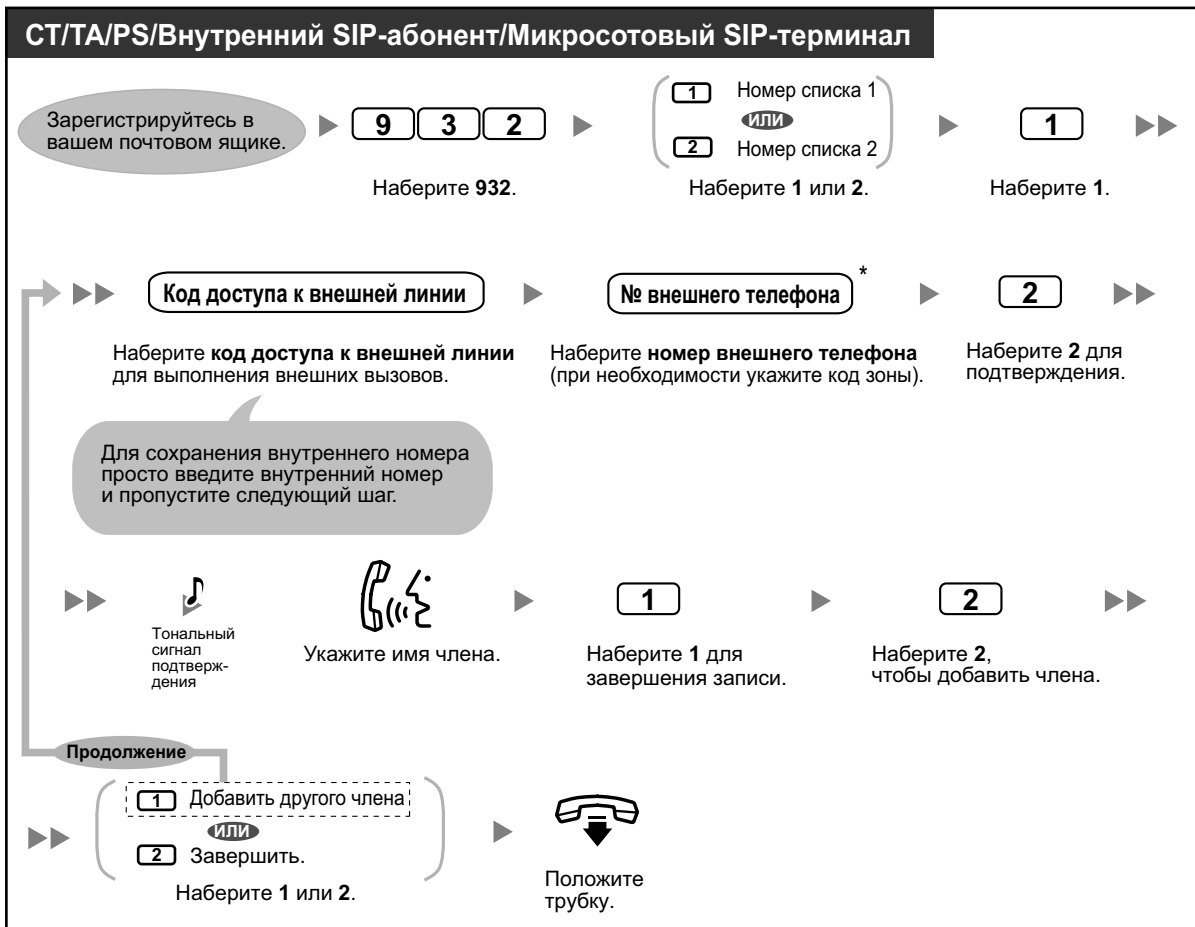 СТ/TA/PS/Внутренний SIP-абонент/Микросотовый SIP-терминал
Зарегистрируйтесь в
вашем почтовом ящике.
9 3 2
Наберите 932.
1 Номер списка 1
ИЛИ
2 Номер списка 2
Наберите 1 или 2.
1
Наберите 1.
Код доступа к внешней линии
Наберите код доступа к внешней линии
для выполнения внешних вызовов.
№ внешнего телефона *
Наберите номер внешнего телефона
(при необходимости укажите код зоны).
2
Наберите 2 для
подтверждения.
Для сохранения внутреннего номера
просто введите внутренний номер
и пропустите следующий шаг.
Тональный
сигнал
подтверж-
дения
Укажите имя члена.
1
Наберите 1 для
завершения записи.
2
Наберите 2,
чтобы добавить члена.
Продолжение
1 Добавить другого члена
ИЛИ
2 Завершить.
Наберите 1 или 2.
Положите
трубку.